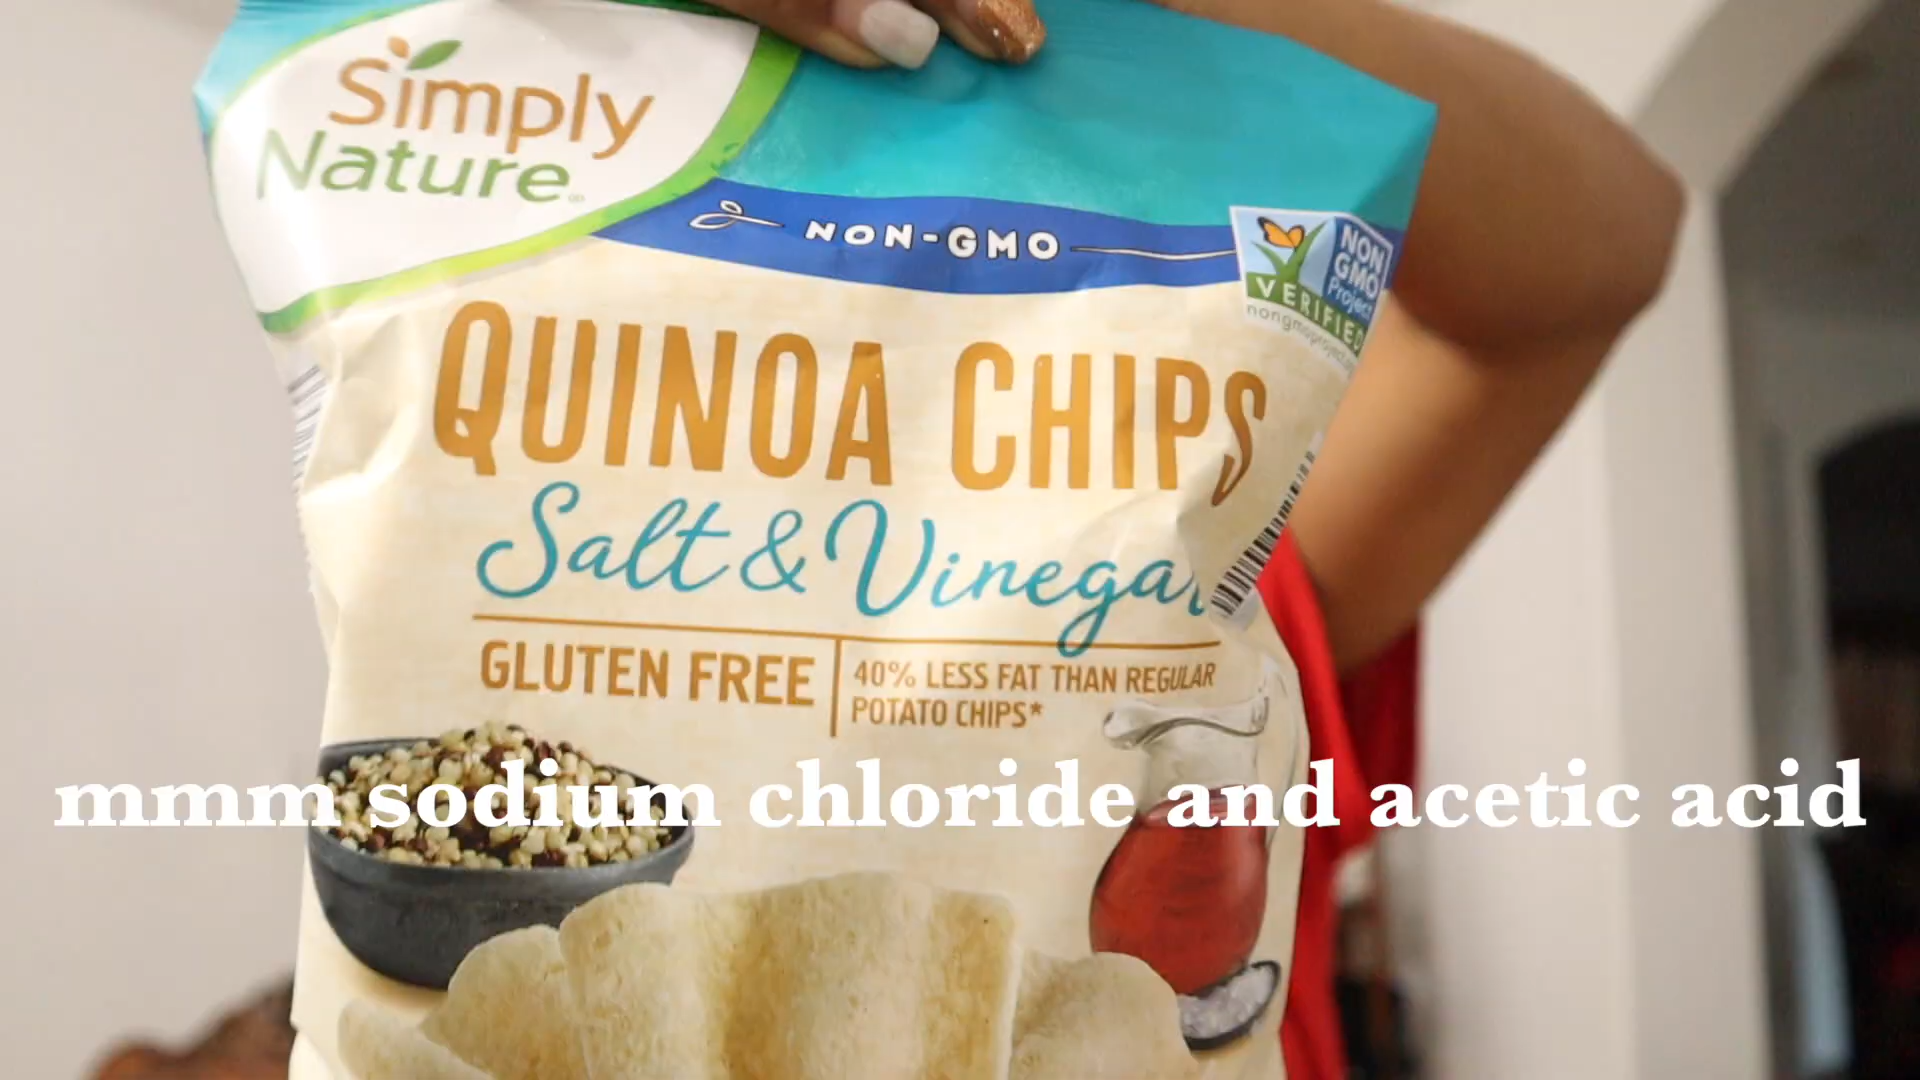 Simply
Nature
NON-GMO
NON
GMO
Project
VERIFIED
QUINOA CHIPS
Salt & Vinegar
GLUTEN FREE
40% LESS FAT THAN REGULAR
POTATO CHIPS*
mmm sodium chloride and acetic acid